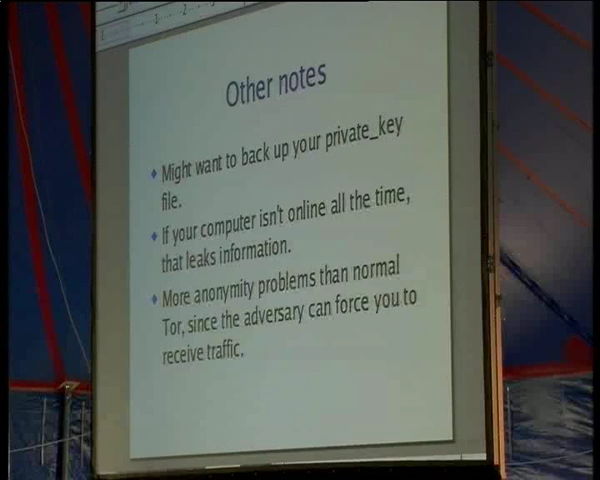 Other notes
Might want to back up your private_key
file.
If your computer isn't online all the time,
that leaks information.
More anonymity problems than normal
Tor, since the adversary can force you to
receive traffic.